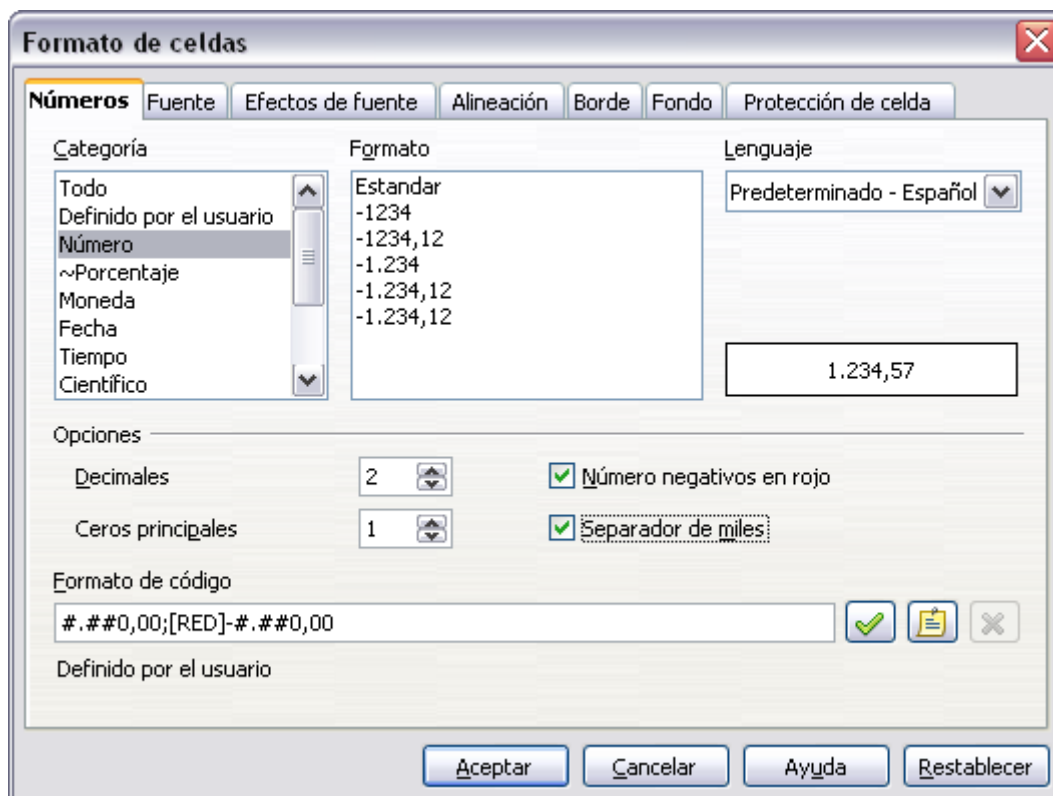 Formato de celdas
Números
Fuente
Efectos de fuente
Alineación
Borde
Fondo
Protección de celda
Categoría
Todo
Definido por el usuario
Número
~Porcentaje
Moneda
Fecha
Tiempo
Científico
Formato
Estandar
-1234
-1234,12
-1.234
-1.234,12
-1.234,12
Lenguaje
Predeterminado - Español
1.234,57
Opciones
Decimales
2
Número negativos en rojo
Ceros principales
1
Separador de miles
Formato de código
#.##0,00;[RED]-#.##0,00
Definido por el usuario
Aceptar
Cancelar
Ayuda
Restablecer